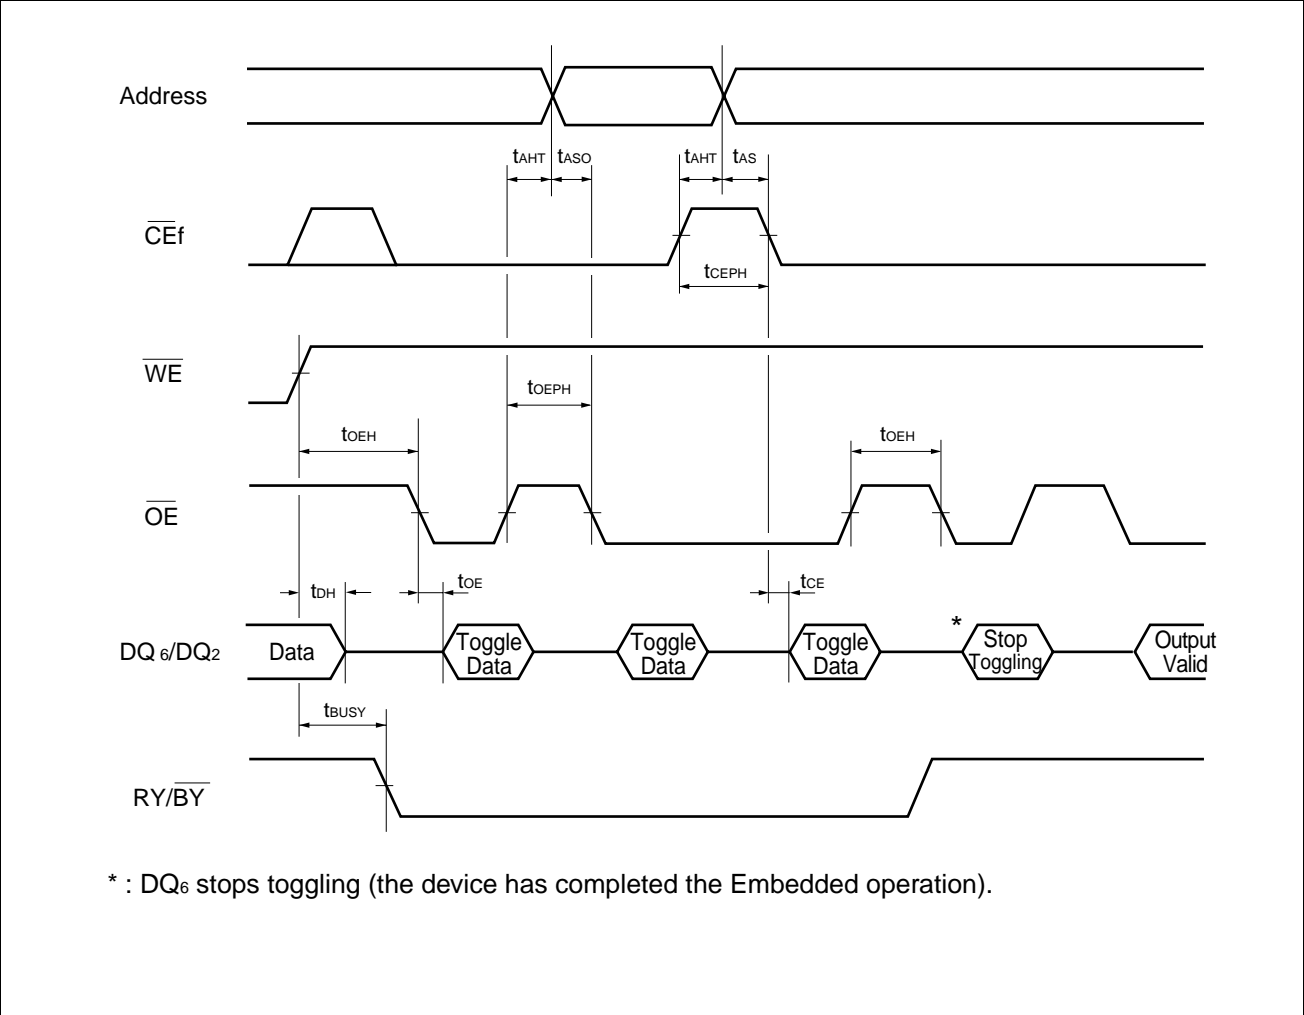 Address
tAHT tASO tAHT tAS
CEf
tCEPH
WE
tOEPH
tOEH tOEH
OE
tDH tOE tCE
*
DQ 6/DQ2 Data Toggle Data Toggle Data Toggle Data Stop Toggling Output Valid
tBUSY
RY/BY
* : DQ6 stops toggling (the device has completed the Embedded operation).